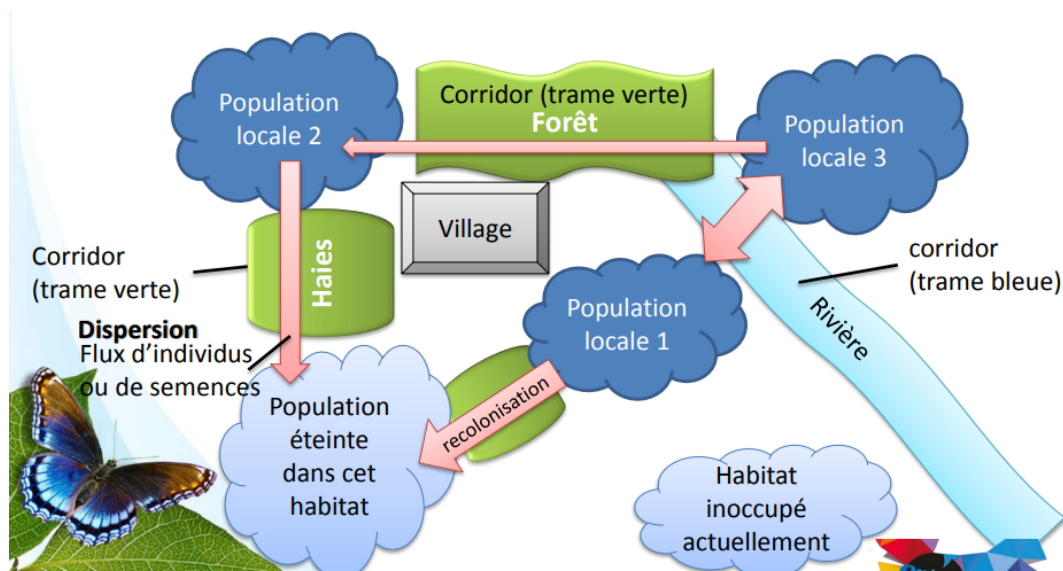 Population
locale 2
Corridor (trame verte)
Forêt
Population
locale 3
Village
Corridor
(trame verte)
Haies
corridor
(trame bleue)
Rivière
Population
locale 1
Dispersion
Flux d'individus
ou de semences
recolonisation
Population
éteinte
dans cet
habitat
Habitat
inoccupé
actuellement